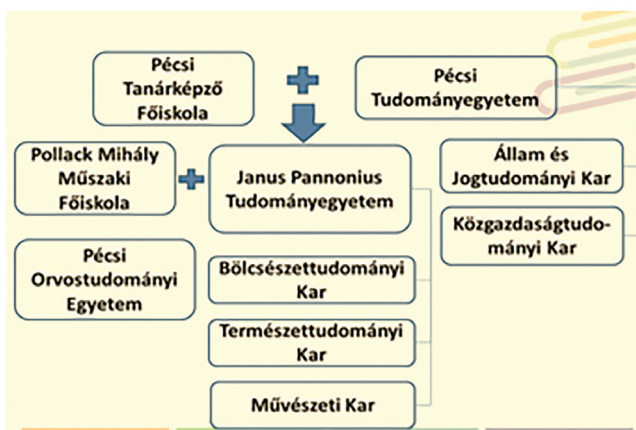 Pécsi
Tanárképző
Főiskola
Pécsi
Tudományegyetem
Pollack Mihály
Műszaki
Főiskola
Janus Pannonius
Tudományegyetem
Állam és
Jogtudományi Kar
Közgazdaságtudo-
mányi Kar
Pécsi
Orvostudományi
Egyetem
Bölcsészettudományi
Kar
Természettudományi
Kar
Művészeti Kar